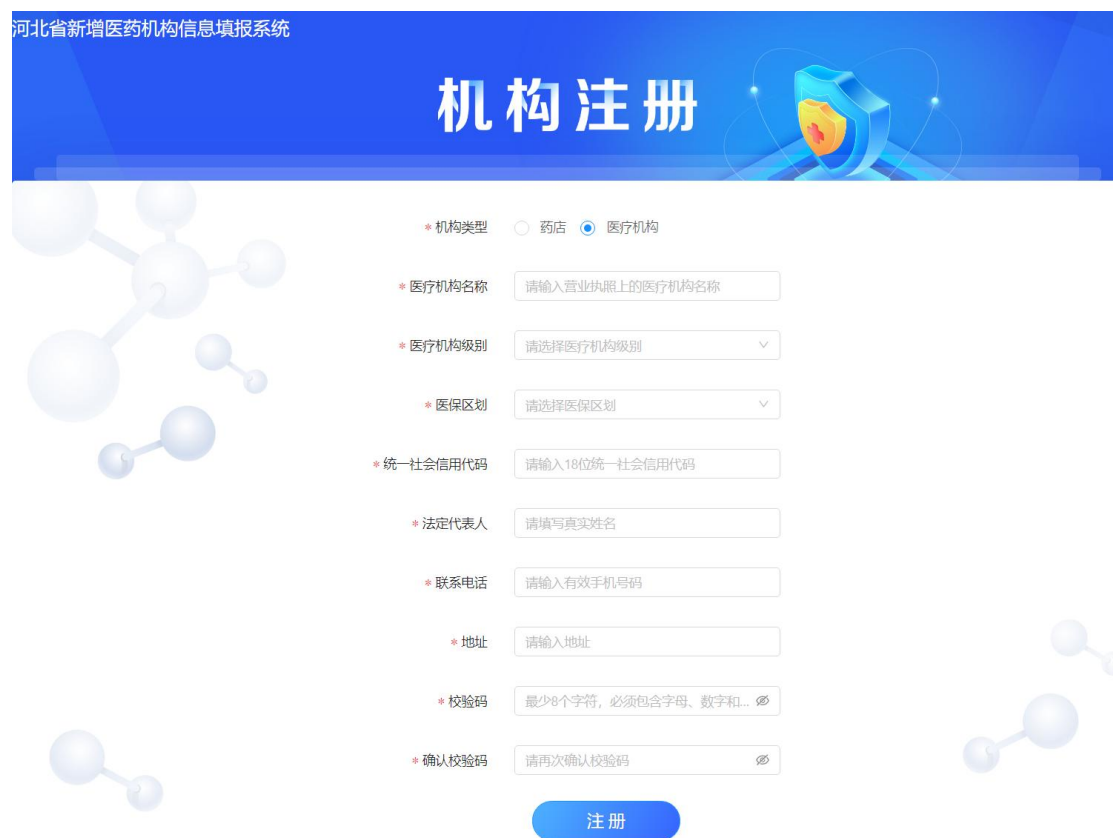 河北省新增医药机构信息填报系统
机构注册
* 机构类型 药店 医疗机构
* 医疗机构名称 请输入营业执照上的医疗机构名称
* 医疗机构级别 请选择医疗机构级别
* 医保区划 请选择医保区划
* 统一社会信用代码 请输入18位统一社会信用代码
* 法定代表人 请填写真实姓名
* 联系电话 请输入有效手机号码
* 地址 请输入地址
* 校验码 最少8个字符，必须包含字母、数字和...
* 确认校验码 请再次确认校验码
注册